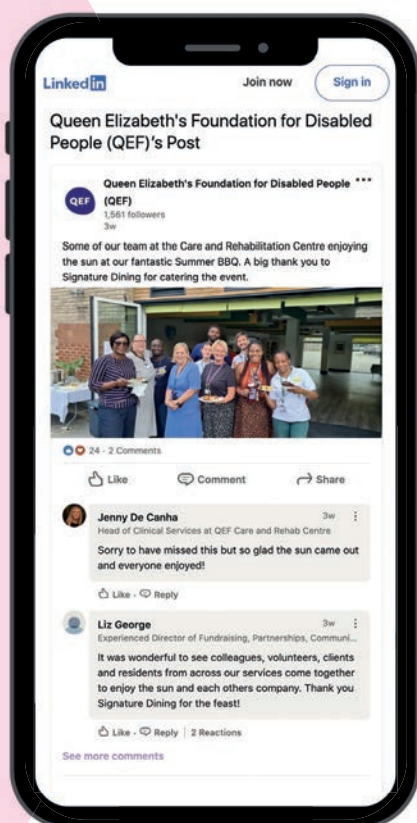 Linkedin
Join now
Sign in
Queen Elizabeth's Foundation for Disabled
People (QEF)'s Post
QEF
Queen Elizabeth's Foundation for Disabled People
(QEF)
1,561 followers
3w
Some of our team at the Care and Rehabilitation Centre enjoying
the sun at our fantastic Summer BBQ. A big thank you to
Signature Dining for catering the event.
24 · 2 Comments
Like
Comment
Share
Jenny De Canha
3w
Head of Clinical Services at QEF Care and Rehab Centre
Sorry to have missed this but so glad the sun came out
and everyone enjoyed!
Like · Reply
Liz George
3w
Experienced Director of Fundraising, Partnerships, Communi...
It was wonderful to see colleagues, volunteers, clients
and residents from across our services come together
to enjoy the sun and each others company. Thank you
Signature Dining for the feast!
Like · Reply | 2 Reactions
See more comments